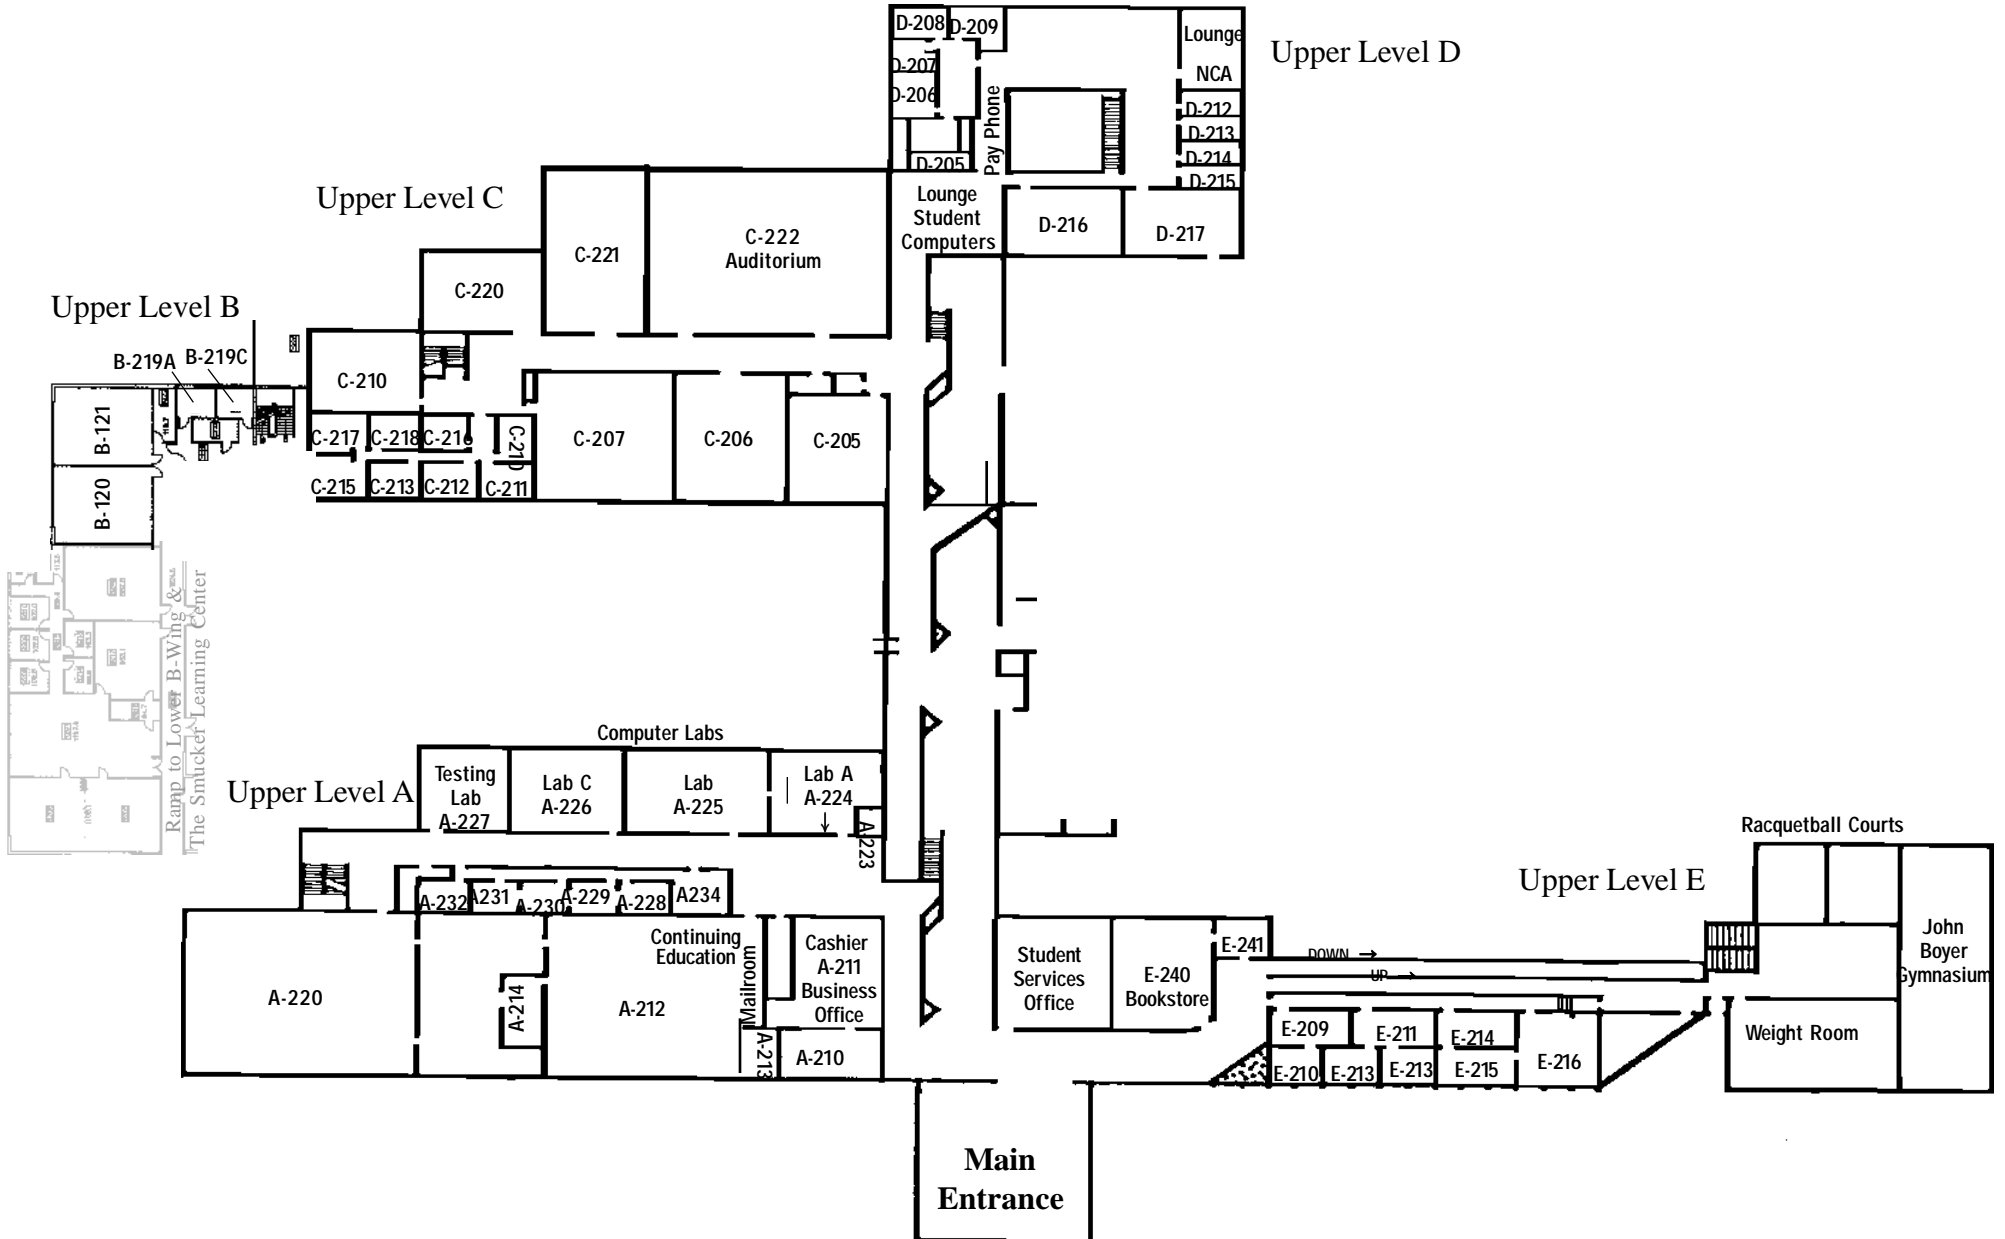 D-208
D-209
Lounge
NCA
Upper Level D
D-207
D-206
Pay Phone
D-212
D-213
D-214
D-215
D-205
Upper Level C
Lounge
Student
Computers
D-216
D-217
C-221
C-222
Auditorium
C-220
Upper Level B
B-219A
B-219C
C-210
B-121
C-217
C-218
C-216
C-210
C-207
C-206
C-205
B-120
C-215
C-213
C-212
C-211
Ramp to Lower B-Wing &
The Smucker Learning Center
Computer Labs
Upper Level A
Testing
Lab
A-227
Lab C
A-226
Lab
A-225
Lab A
A-224
A-223
Racquetball Courts
Upper Level E
A-232
A231
A-230
A-229
A-228
A234
Continuing
Education
Mailroom
Cashier
A-211
Business
Office
Student
Services
Office
E-240
Bookstore
E-241
DOWN →
UP →
John
Boyer
Gymnasium
A-220
A-214
A-212
A-213
A-210
E-209
E-211
E-214
E-216
E-210
E-213
E-213
E-215
Weight Room
Main
Entrance